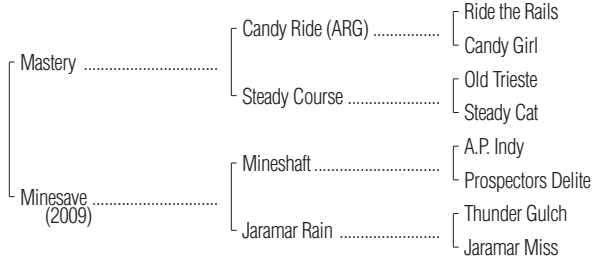 Ride the Rails
Candy Ride (ARG) ................
Candy Girl
Mastery ................................
Old Trieste
Steady Course ......................
Steady Cat
A.P. Indy
Mineshaft ..............................
Prospectors Delite
Minesave ..............................
(2009)
Thunder Gulch
Jaramar Rain ........................
Jaramar Miss